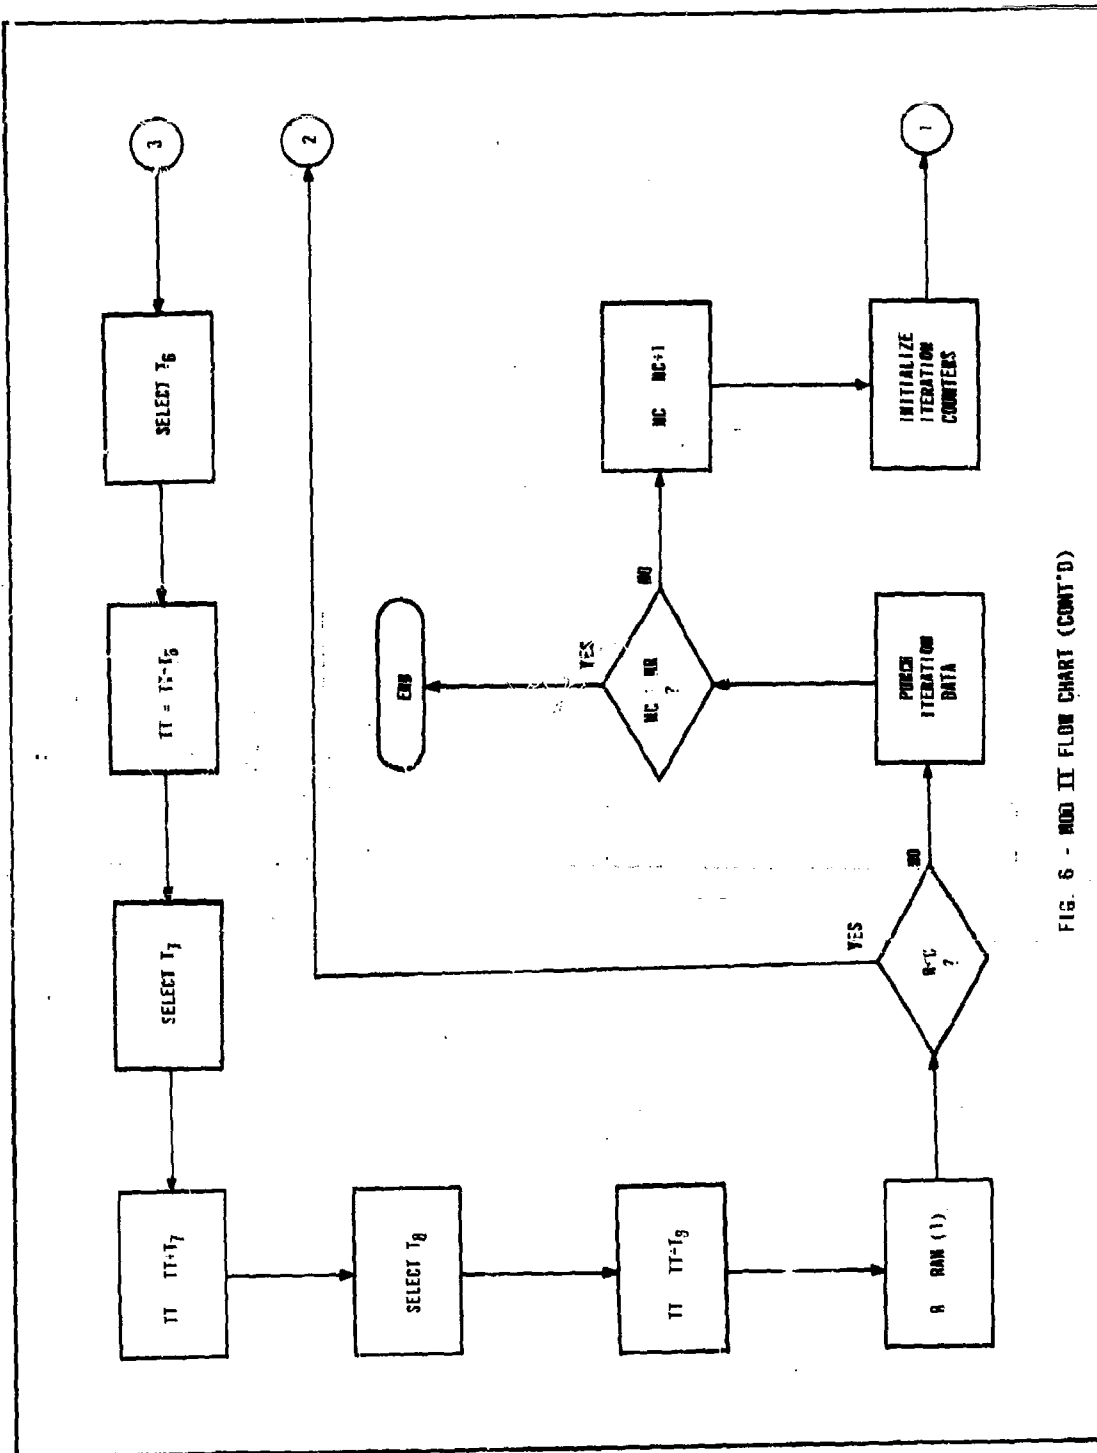 3
SELECT T6
TT = TT+T6
SELECT T7
TT TT+T7
SELECT T8
TT TT+T9
R RAN (1)
R<C
?
YES
NO
2
PUNCH
ITERATION
DATA
NC NR
?
YES
NO
END
NC NC+1
INITIALIZE
ITERATION
COUNTERS
1
FIG. 6 - MOD II FLOW CHART (CONT'D)